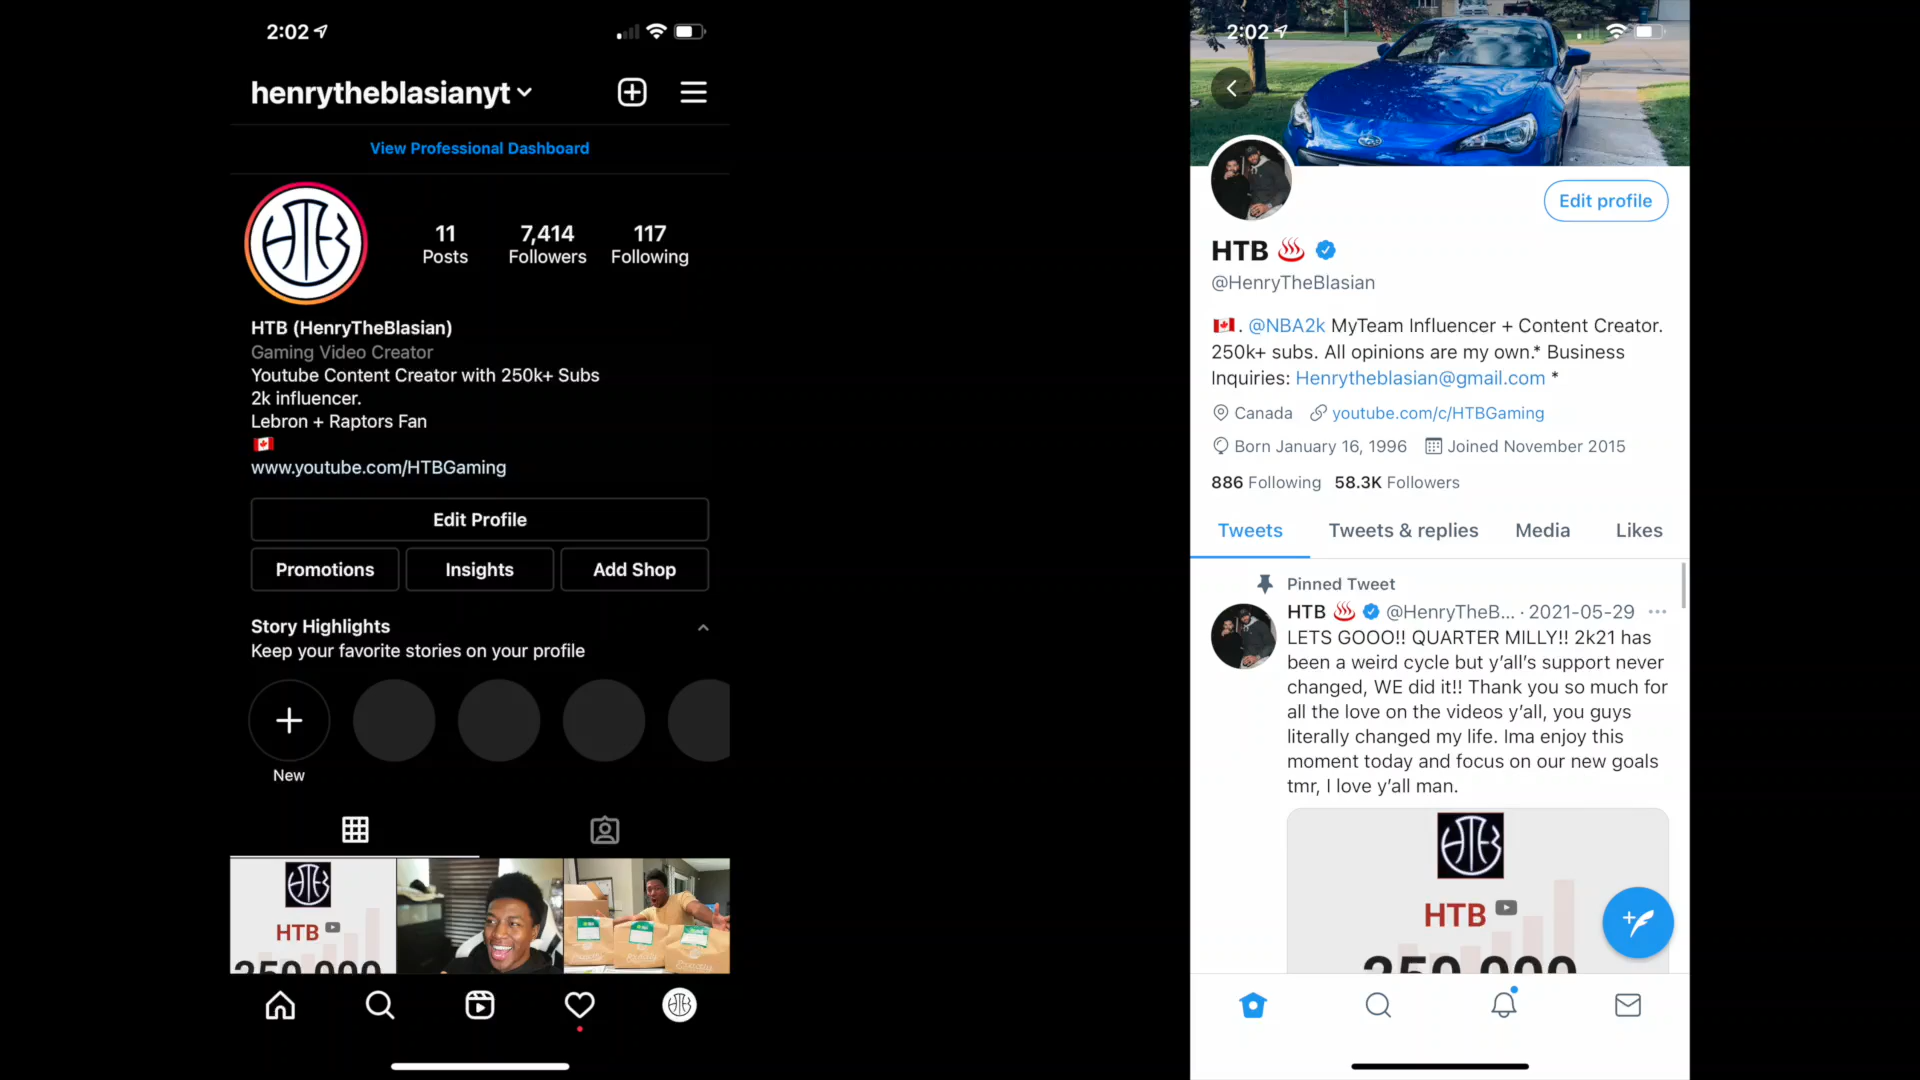 2:02
henrytheblasianyt
View Professional Dashboard
HTB
11
Posts
7,414
Followers
117
Following
HTB (HenryTheBlasian)
Gaming Video Creator
Youtube Content Creator with 250k+ Subs
2k influencer.
Lebron + Raptors Fan
🇨🇦
www.youtube.com/HTBGaming
Edit Profile
Promotions
Insights
Add Shop
Story Highlights
Keep your favorite stories on your profile
New
HTB
HTB
250,000
HTB
2:02
Edit profile
HTB ♨️
@HenryTheBlasian
🇨🇦. @NBA2k MyTeam Influencer + Content Creator.
250k+ subs. All opinions are my own.* Business
Inquiries: Henrytheblasian@gmail.com *
Canada youtube.com/c/HTBGaming
Born January 16, 1996 Joined November 2015
886 Following 58.3K Followers
Tweets Tweets & replies Media Likes
Pinned Tweet
HTB ♨️ @HenryTheB... · 2021-05-29 ...
LETS GOOO!! QUARTER MILLY!! 2k21 has
been a weird cycle but y'all's support never
changed, WE did it!! Thank you so much for
all the love on the videos y'all, you guys
literally changed my life. Ima enjoy this
moment today and focus on our new goals
tmr, I love y'all man.
HTB
HTB
250,000